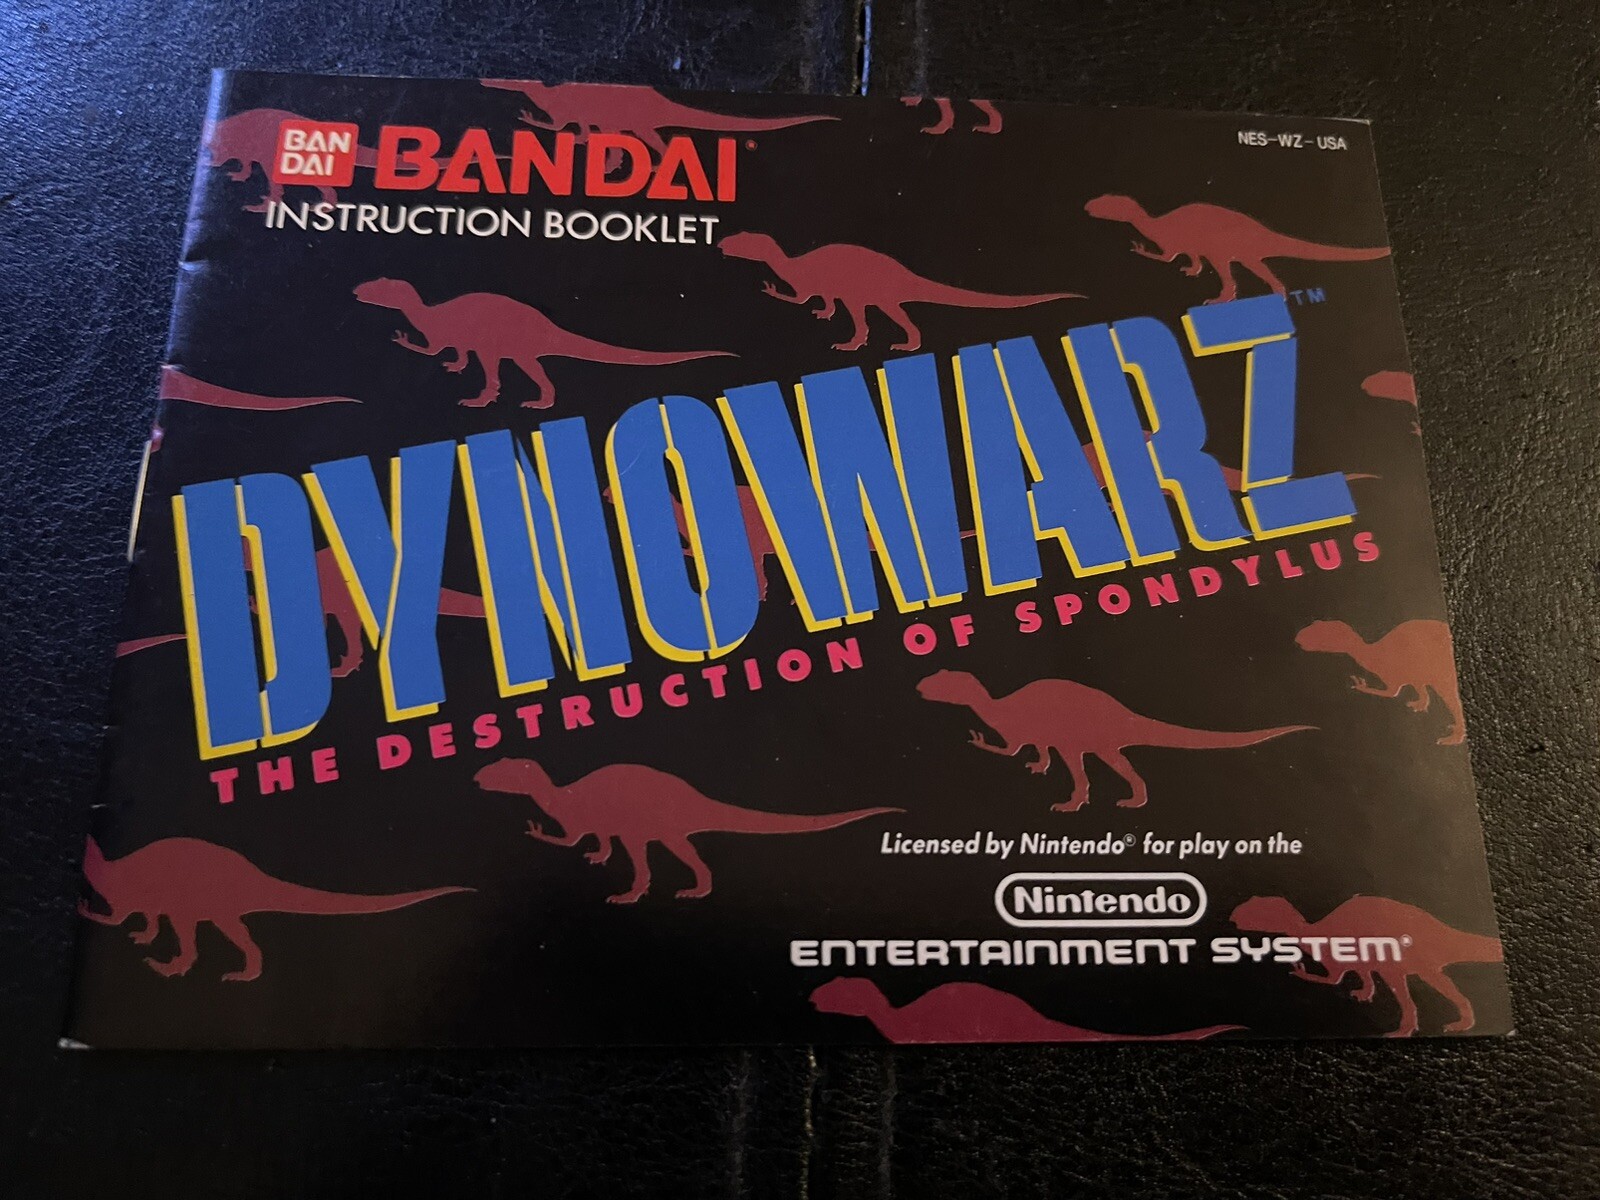 BAN
DAI
BANDAI®
INSTRUCTION BOOKLET
NES-WZ-USA
DYNOWARZ™
THE DESTRUCTION OF SPONDYLUS
Licensed by Nintendo® for play on the
Nintendo
ENTERTAINMENT SYSTEM®